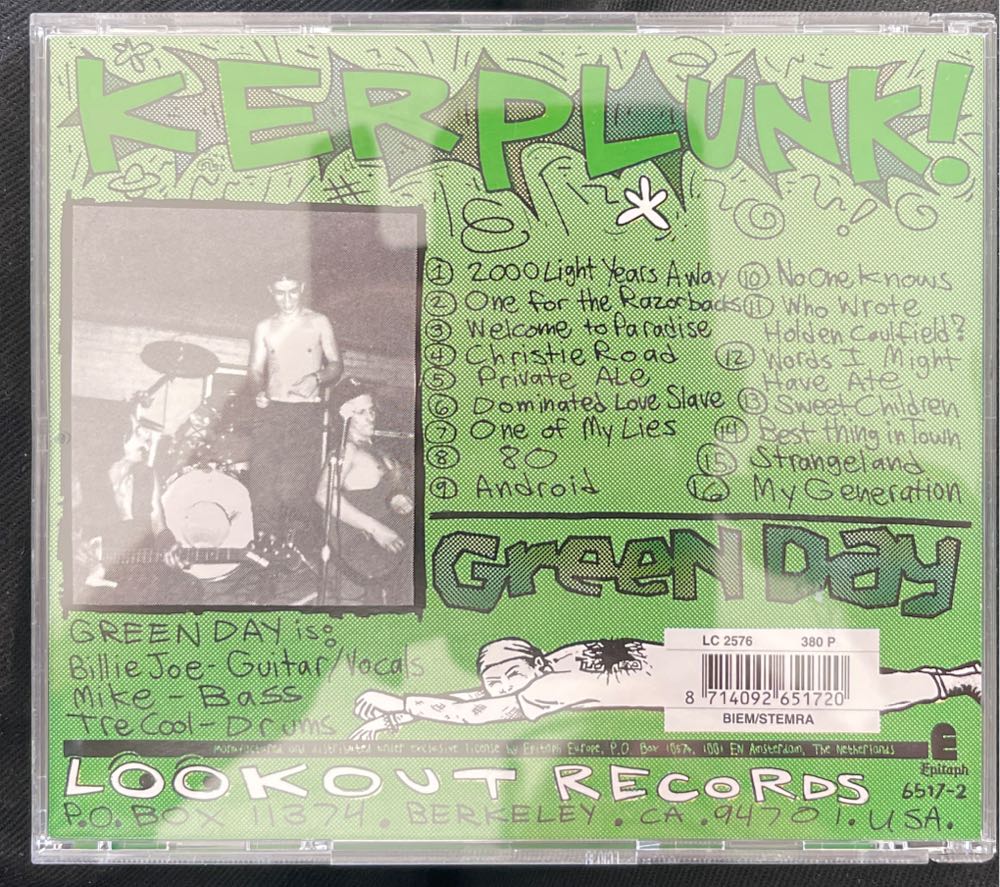 KERPLUNK!
① 2000 Light Years Away
② One for the Razorbacks
③ Welcome to Paradise
④ Christie Road
⑤ Private Ale
⑥ Dominated Love Slave
⑦ One of My Lies
⑧ 80
⑨ Android
⑩ No One Knows
⑪ Who Wrote
Holden Caulfield?
⑫ Words I Might
Have Ate
⑬ Sweet Children
⑭ Best thing in Town
⑮ Strangeland
⑯ My Generation
Green Day
GREEN DAY is:
Billie Joe - Guitar/Vocals
Mike - Bass
Tre Cool - Drums
LC 2576 380 P
8 714092 651720
BIEM/STEMRA
Manufactured and distributed under exclusive license by Epitaph Europe, P.O. Box 10574, 1001 EN Amsterdam, The Netherlands
E
Epitaph
6517-2
LOOKOUT RECORDS
P.O. BOX 11374. BERKELEY. CA. 94701. USA.